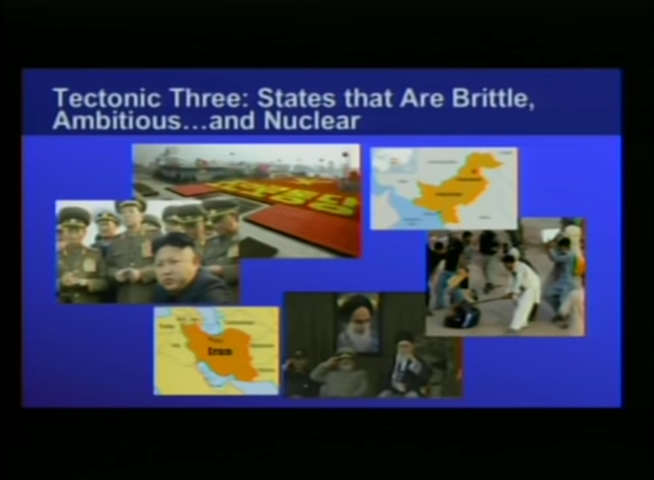 Tectonic Three: States that Are Brittle,
Ambitious...and Nuclear
Iran